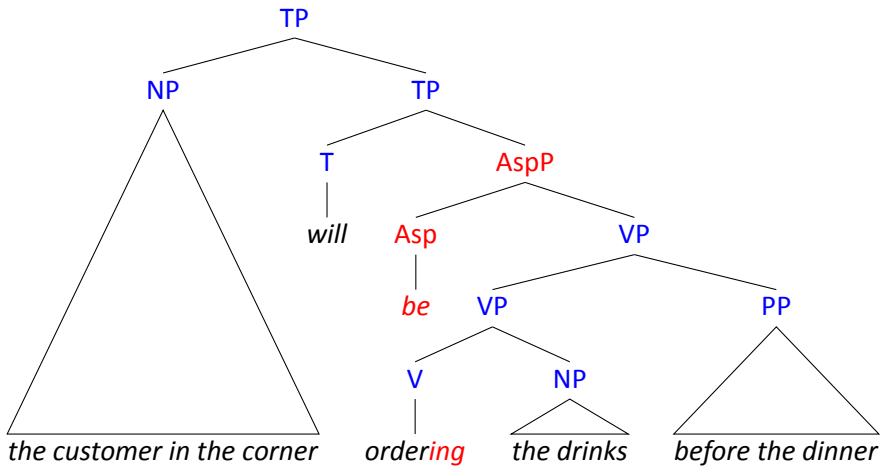 TP
NP TP
T AspP
will Asp VP
be VP PP
V NP
the customer in the corner ordering the drinks before the dinner